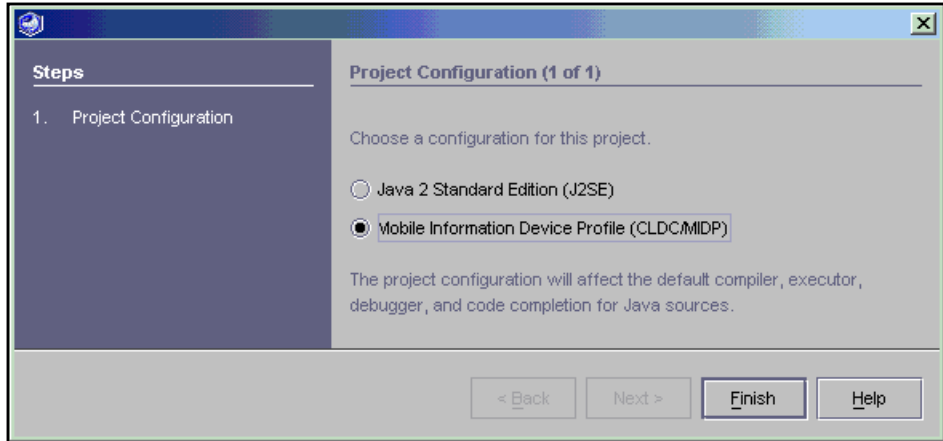 Steps
1. Project Configuration
Project Configuration (1 of 1)
Choose a configuration for this project.
Java 2 Standard Edition (J2SE)
Mobile Information Device Profile (CLDC/MIDP)
The project configuration will affect the default compiler, executor,
debugger, and code completion for Java sources.
< Back
Next >
Finish
Help